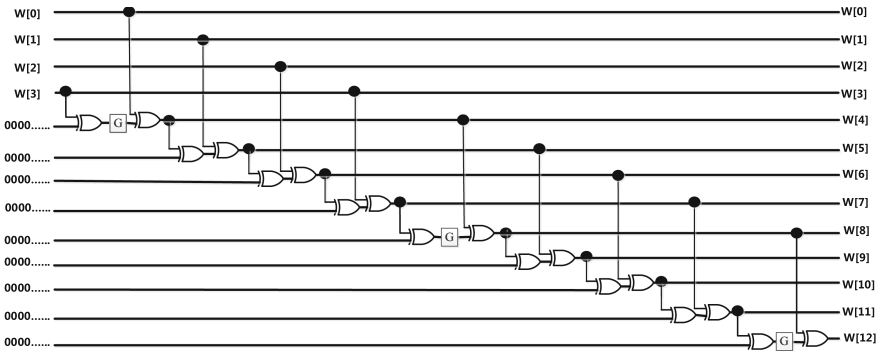 W[0] W[0]
W[1] W[1]
W[2] W[2]
W[3] W[3]
0000...... G W[4]
0000...... W[5]
0000...... W[6]
0000...... W[7]
0000...... G W[8]
0000...... W[9]
0000...... W[10]
0000...... W[11]
0000...... G W[12]